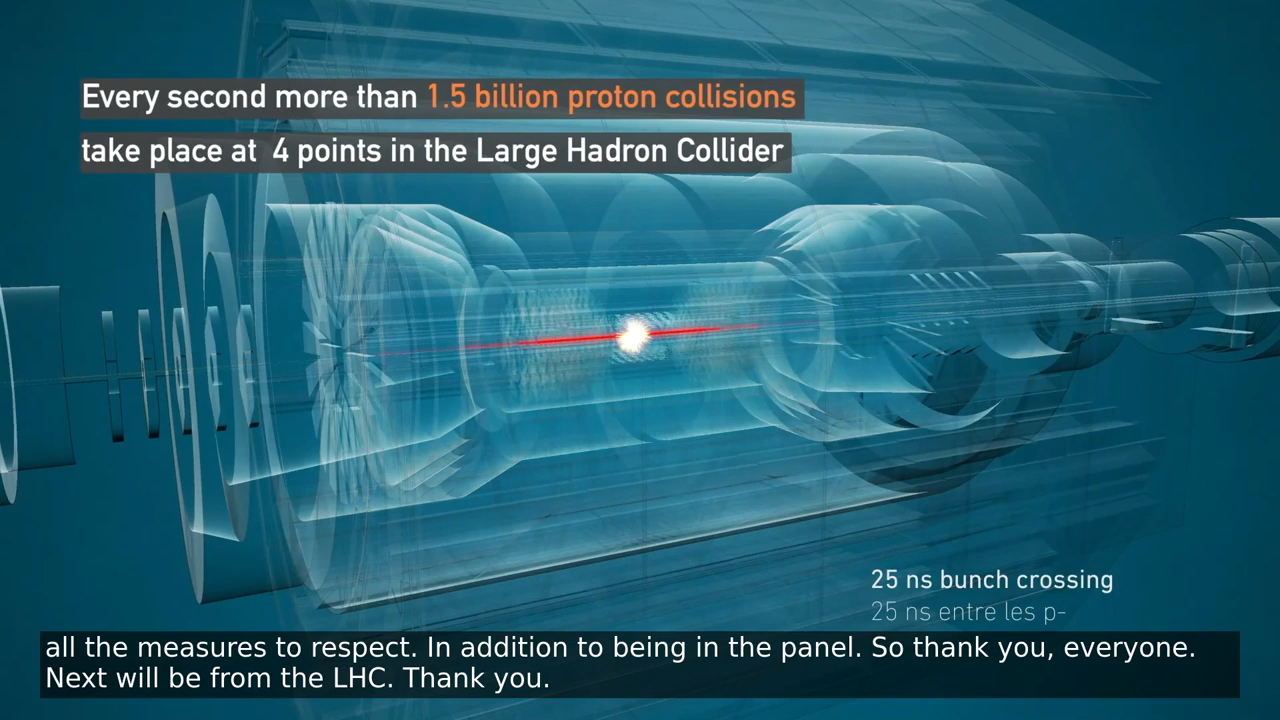 Every second more than 1.5 billion proton collisions
take place at 4 points in the Large Hadron Collider
25 ns bunch crossing
25 ns entre les p-
all the measures to respect. In addition to being in the panel. So thank you, everyone.
Next will be from the LHC. Thank you.